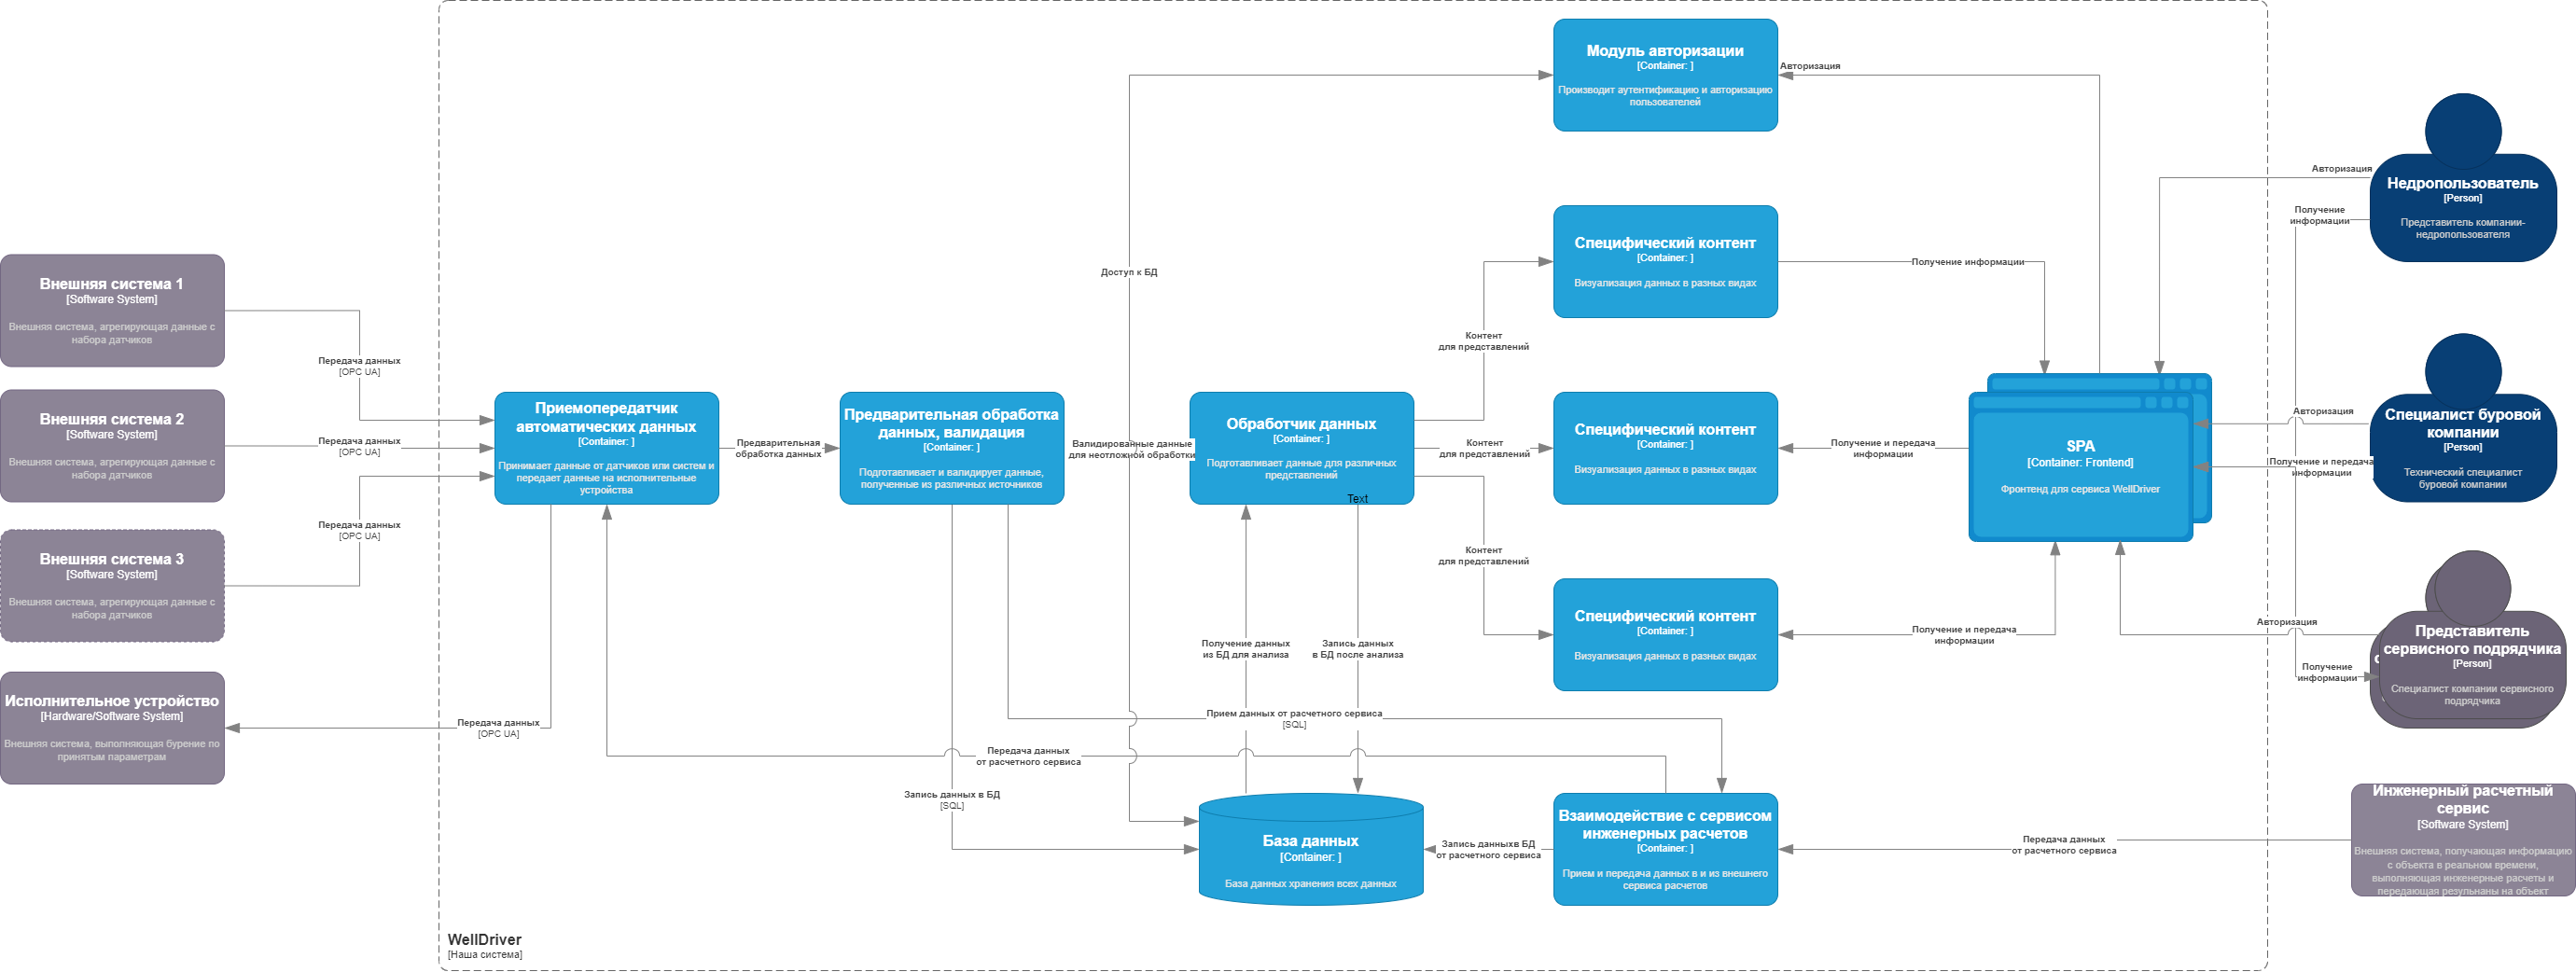 Модуль авторизации
[Container: ]
Производит аутентификацию и авторизацию
пользователей
Авторизация
Недропользователь
[Person]
Представитель компании-
недропользователя
Авторизация
Получение
информации
Специфический контент
[Container: ]
Визуализация данных в разных видах
Получение информации
Доступ к БД
Внешняя система 1
[Software System]
Внешняя система, агрегирующая данные с
набора датчиков
Передача данных
[OPC UA]
Внешняя система 2
[Software System]
Внешняя система, агрегирующая данные с
набора датчиков
Передача данных
[OPC UA]
Внешняя система 3
[Software System]
Внешняя система, агрегирующая данные с
набора датчиков
Передача данных
[OPC UA]
Исполнительное устройство
[Hardware/Software System]
Внешняя система, выполняющая бурение по
принятым параметрам
Передача данных
[OPC UA]
Приемопередатчик
автоматических данных
[Container: ]
Принимает данные от датчиков или систем и
передает данные на исполнительные
устройства
Предварительная
обработка данных
Предварительная обработка
данных, валидация
[Container: ]
Подготавливает и валидирует данные,
полученные из различных источников
Валидированные данные
для неотложной обработки
Обработчик данных
[Container: ]
Подготавливает данные для различных
представлений
Text
Контент
для представлений
Контент
для представлений
Контент
для представлений
Специфический контент
[Container: ]
Визуализация данных в разных видах
Получение и передача
информации
SPA
[Container: Frontend]
Фронтенд для сервиса WellDriver
Авторизация
Получение и передача
информации
Специалист буровой
компании
[Person]
Технический специалист
буровой компании
Специфический контент
[Container: ]
Визуализация данных в разных видах
Получение и передача
информации
Авторизация
Получение
информации
Представитель
сервисного подрядчика
[Person]
Специалист компании сервисного
подрядчика
Получение данных
из БД для анализа
Запись данных
в БД после анализа
Прием данных от расчетного сервиса
[SQL]
Передача данных
от расчетного сервиса
Запись данных в БД
[SQL]
База данных
[Container: ]
База данных хранения всех данных
Запись данныхв БД
от расчетного сервиса
Взаимодействие с сервисом
инженерных расчетов
[Container: ]
Прием и передача данных в и из внешнего
сервиса расчетов
Передача данных
от расчетного сервиса
Инженерный расчетный
сервис
[Software System]
Внешняя система, получающая информацию
с объекта в реальном времени,
выполняющая инженерные расчеты и
передающая резульнаны на объект
WellDriver
[Наша система]